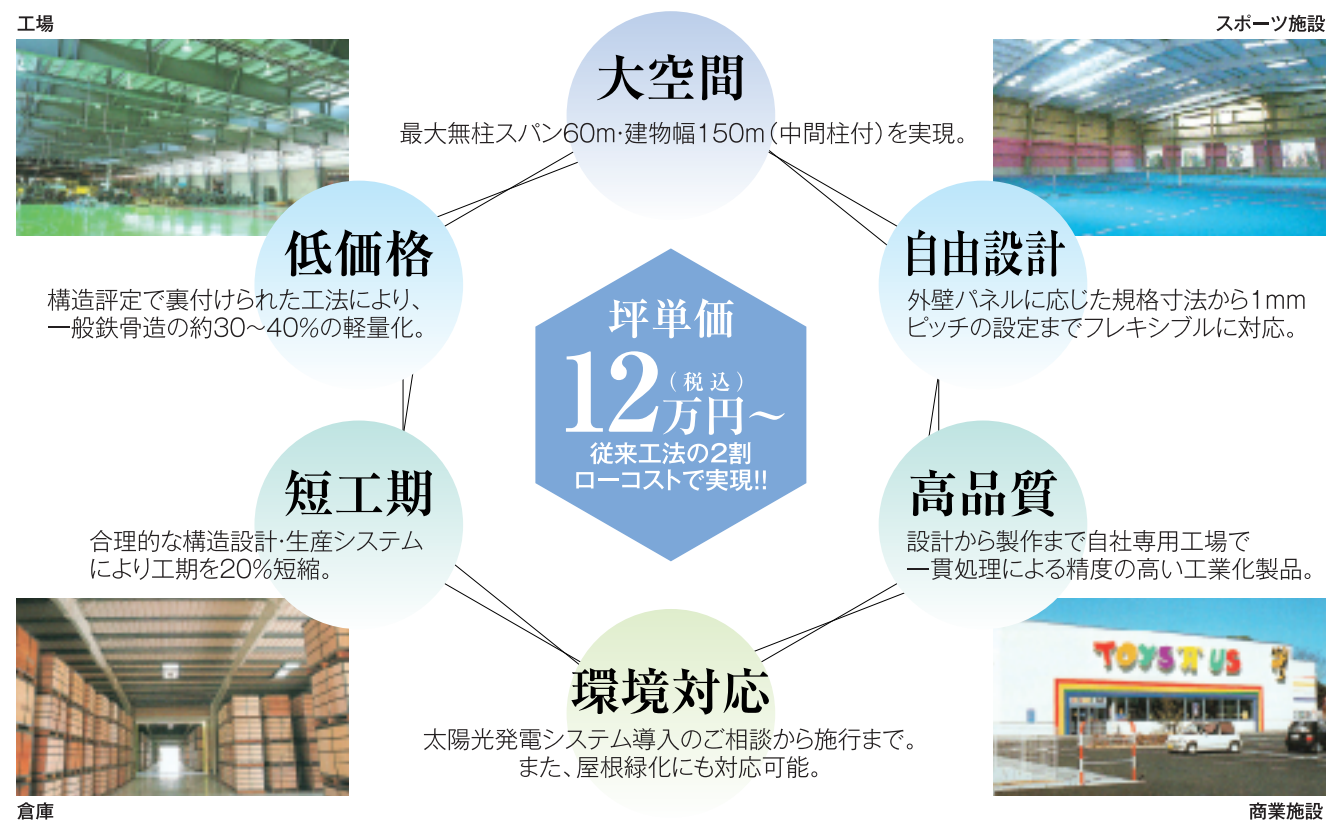 工場
スポーツ施設
大空間
最大無柱スパン60m·建物幅150m（中間柱付）を実現。
低価格
構造評定で裏付けられた工法により、
一般鉄骨造の約30〜40%の軽量化。
自由設計
外壁パネルに応じた規格寸法から1mm
ピッチの設定までフレキシブルに対応。
坪単価
12万円〜（税込）
従来工法の2割
ローコストで実現!!
短工期
合理的な構造設計·生産システム
により工期を20%短縮。
高品質
設計から製作まで自社専用工場で
一貫処理による精度の高い工業化製品。
環境対応
太陽光発電システム導入のご相談から施行まで。
また、屋根緑化にも対応可能。
TOYS R US
倉庫
商業施設